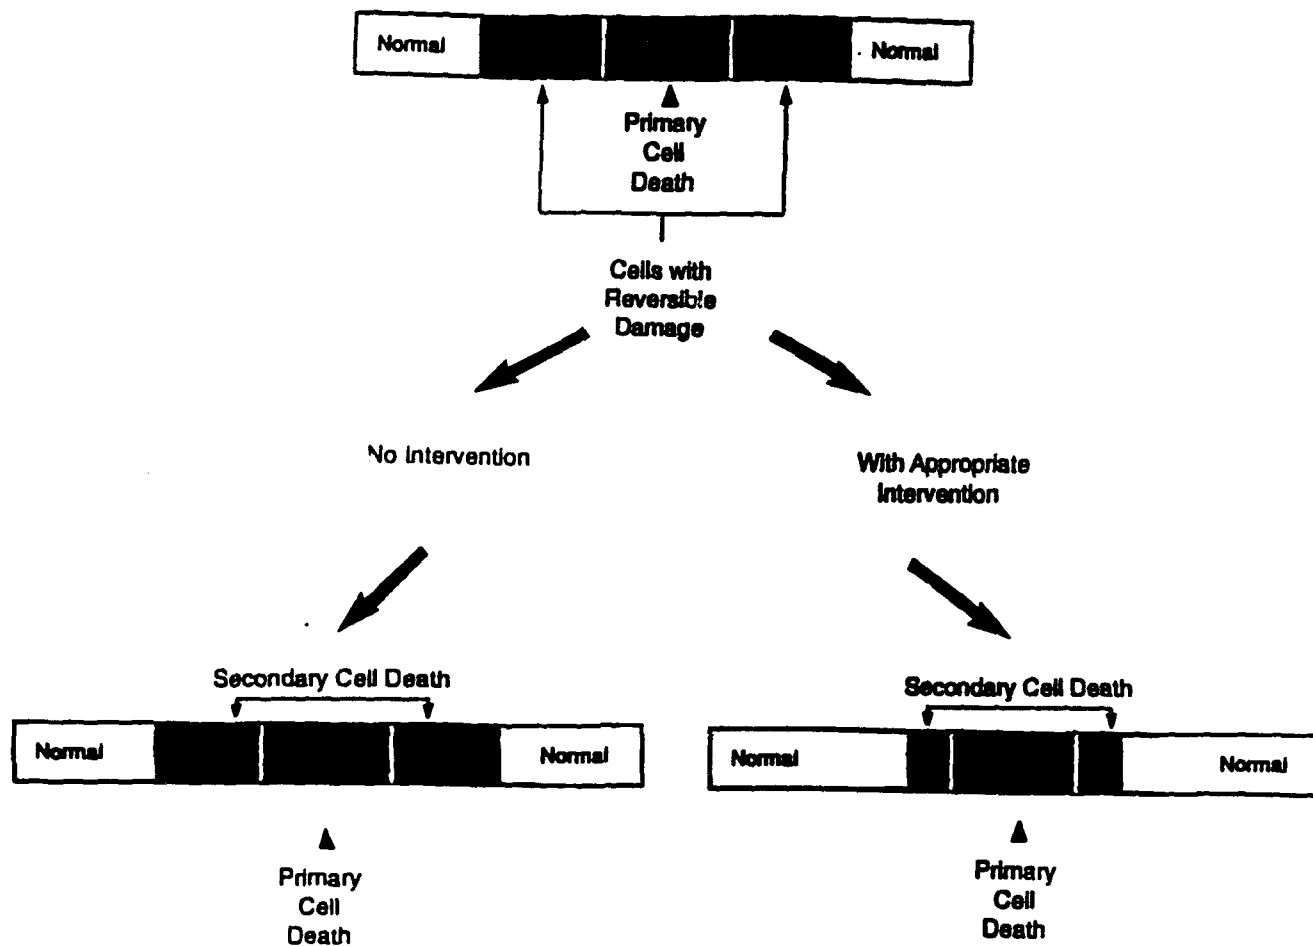 Normal
Normal
Primary
Cell
Death
Cells with
Reversible
Damage
No Intervention
With Appropriate
Intervention
Secondary Cell Death
Normal
Normal
Primary
Cell
Death
Secondary Cell Death
Normal
Normal
Primary
Cell
Death